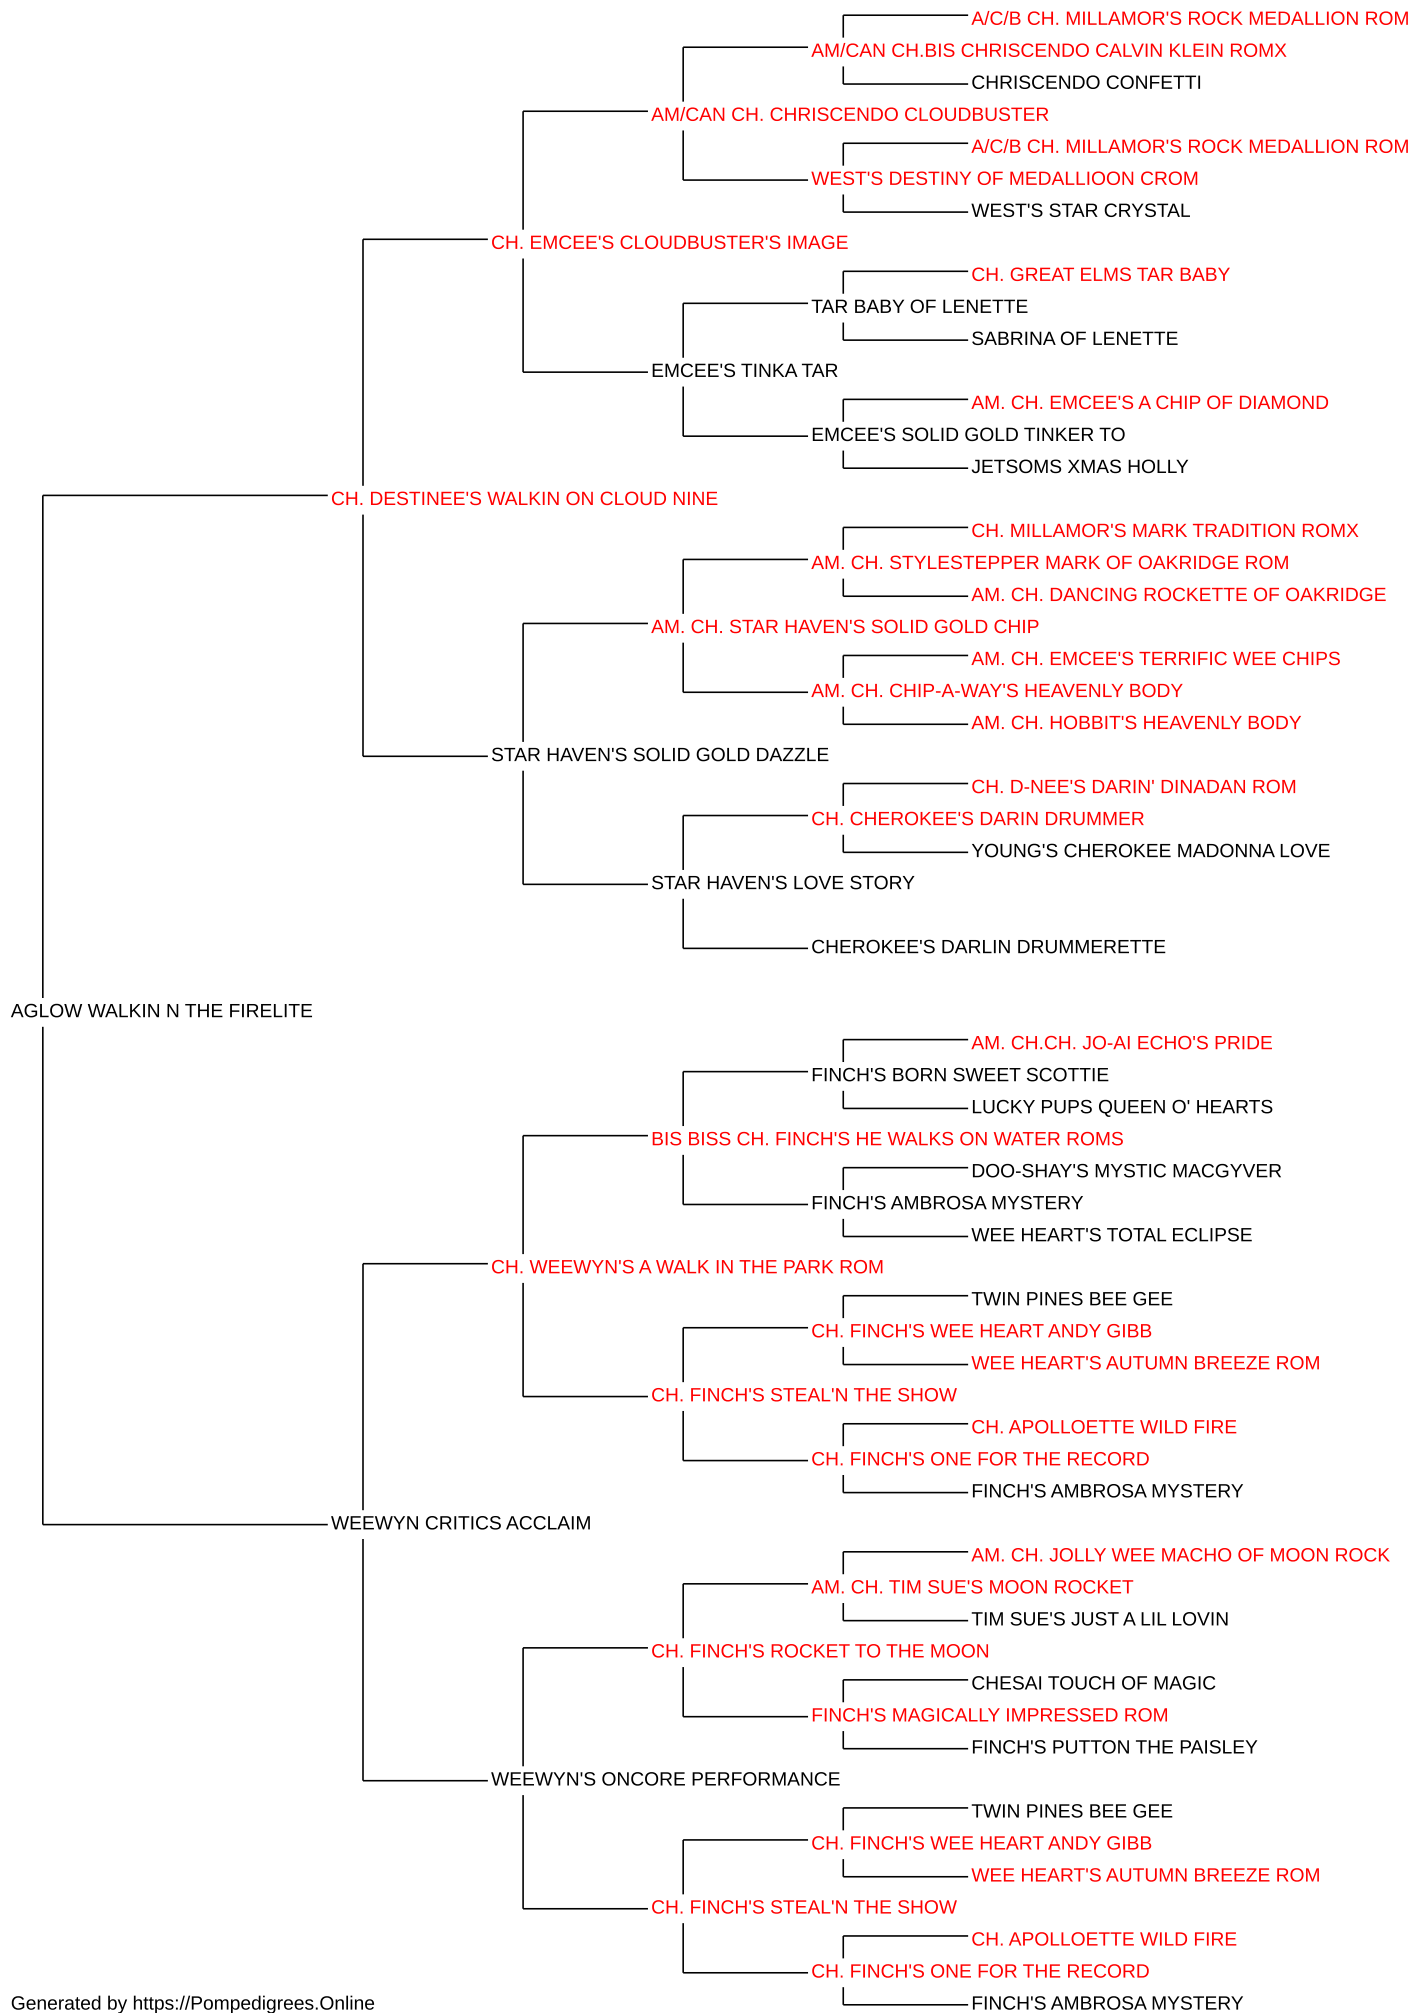 A/C/B CH. MILLAMOR'S ROCK MEDALLION ROM
AM/CAN CH.BIS CHRISCENDO CALVIN KLEIN ROMX
CHRISCENDO CONFETTI
AM/CAN CH. CHRISCENDO CLOUDBUSTER
A/C/B CH. MILLAMOR'S ROCK MEDALLION ROM
WEST'S DESTINY OF MEDALLIOON CROM
WEST'S STAR CRYSTAL
CH. EMCEE'S CLOUDBUSTER'S IMAGE
CH. GREAT ELMS TAR BABY
TAR BABY OF LENETTE
SABRINA OF LENETTE
EMCEE'S TINKA TAR
AM. CH. EMCEE'S A CHIP OF DIAMOND
EMCEE'S SOLID GOLD TINKER TO
JETSOMS XMAS HOLLY
CH. DESTINEE'S WALKIN ON CLOUD NINE
CH. MILLAMOR'S MARK TRADITION ROMX
AM. CH. STYLESTEPPER MARK OF OAKRIDGE ROM
AM. CH. DANCING ROCKETTE OF OAKRIDGE
AM. CH. STAR HAVEN'S SOLID GOLD CHIP
AM. CH. EMCEE'S TERRIFIC WEE CHIPS
AM. CH. CHIP-A-WAY'S HEAVENLY BODY
AM. CH. HOBBIT'S HEAVENLY BODY
STAR HAVEN'S SOLID GOLD DAZZLE
CH. D-NEE'S DARIN' DINADAN ROM
CH. CHEROKEE'S DARIN DRUMMER
YOUNG'S CHEROKEE MADONNA LOVE
STAR HAVEN'S LOVE STORY
CHEROKEE'S DARLIN DRUMMERETTE
AGLOW WALKIN N THE FIRELITE
AM. CH.CH. JO-AI ECHO'S PRIDE
FINCH'S BORN SWEET SCOTTIE
LUCKY PUPS QUEEN O' HEARTS
BIS BISS CH. FINCH'S HE WALKS ON WATER ROMS
DOO-SHAY'S MYSTIC MACGYVER
FINCH'S AMBROSA MYSTERY
WEE HEART'S TOTAL ECLIPSE
CH. WEEWYN'S A WALK IN THE PARK ROM
TWIN PINES BEE GEE
CH. FINCH'S WEE HEART ANDY GIBB
WEE HEART'S AUTUMN BREEZE ROM
CH. FINCH'S STEAL'N THE SHOW
CH. APOLLOETTE WILD FIRE
CH. FINCH'S ONE FOR THE RECORD
FINCH'S AMBROSA MYSTERY
WEEWYN CRITICS ACCLAIM
AM. CH. JOLLY WEE MACHO OF MOON ROCK
AM. CH. TIM SUE'S MOON ROCKET
TIM SUE'S JUST A LIL LOVIN
CH. FINCH'S ROCKET TO THE MOON
CHESAI TOUCH OF MAGIC
FINCH'S MAGICALLY IMPRESSED ROM
FINCH'S PUTTON THE PAISLEY
WEEWYN'S ONCORE PERFORMANCE
TWIN PINES BEE GEE
CH. FINCH'S WEE HEART ANDY GIBB
WEE HEART'S AUTUMN BREEZE ROM
CH. FINCH'S STEAL'N THE SHOW
CH. APOLLOETTE WILD FIRE
CH. FINCH'S ONE FOR THE RECORD
FINCH'S AMBROSA MYSTERY
Generated by https://Pompedigrees.Online